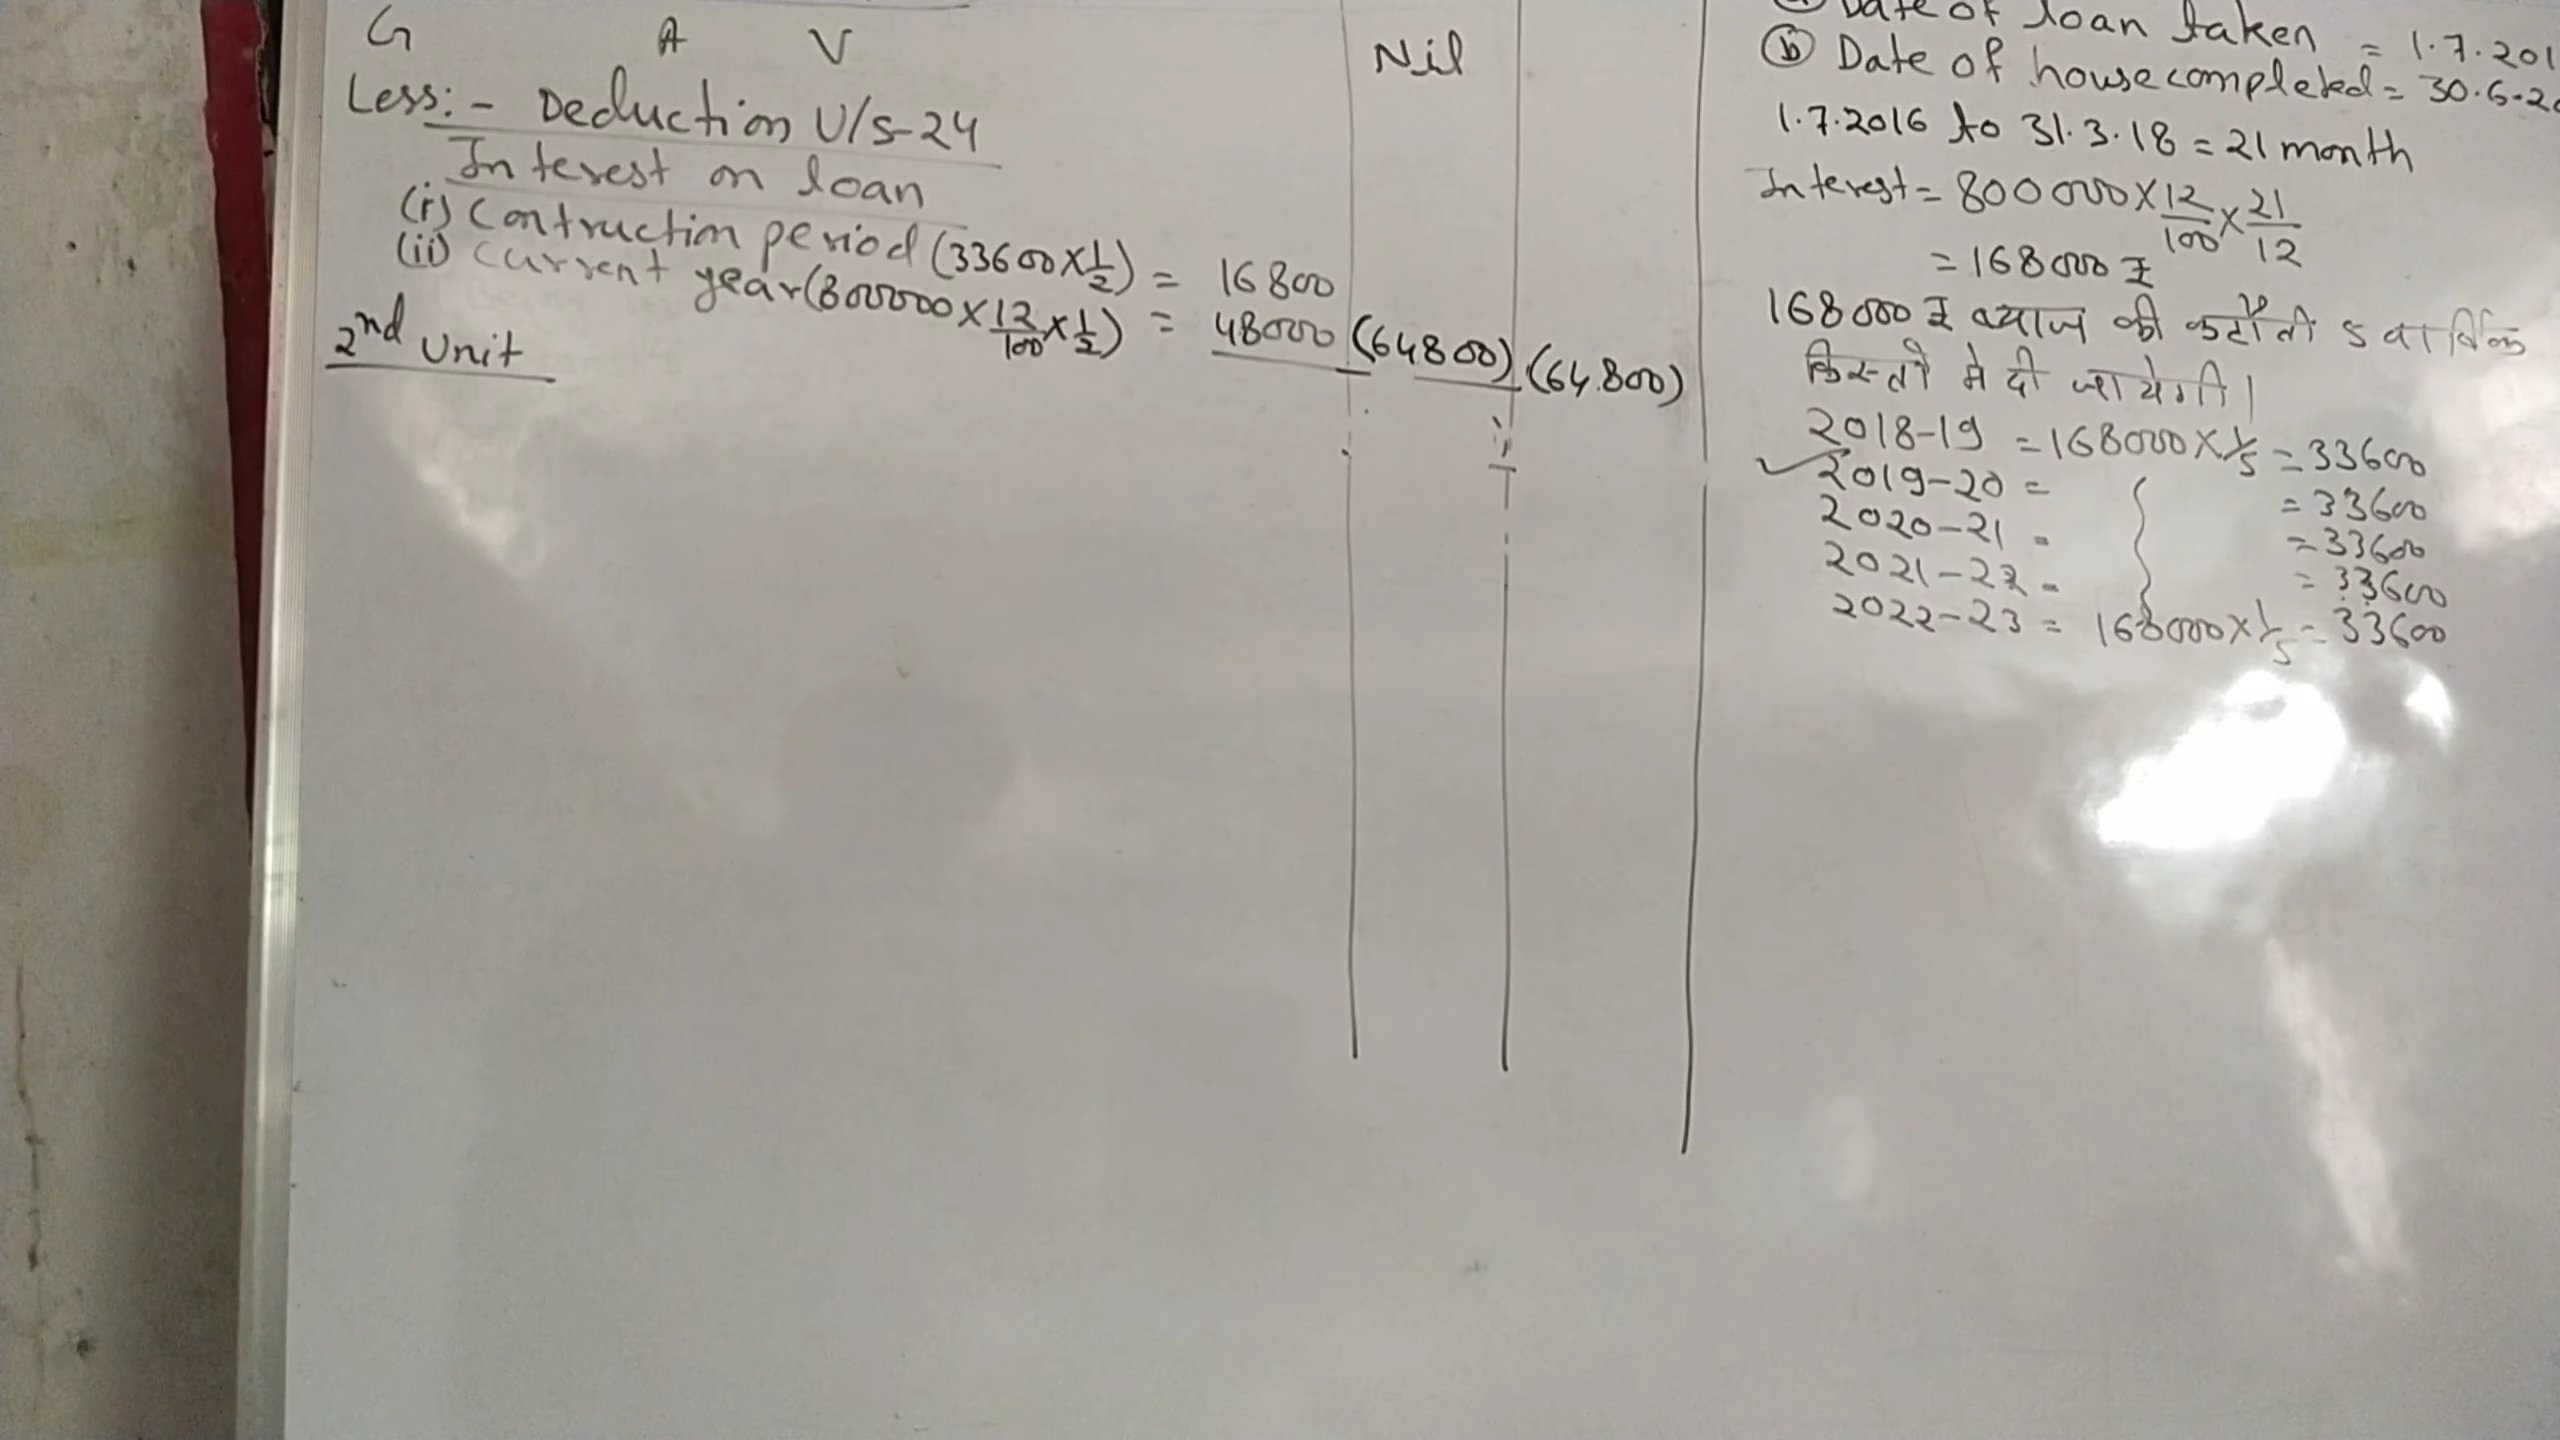 G A V Nil
Less:- Deduction U/s-24
Interest on loan
(i) Contruction period (33600×1/2) = 16800
(ii) Current year (800000×12/100×1/2) = 48000 (64800) (64.800)
2nd Unit
Date of loan taken = 1.7.201
(b) Date of house completed = 30.6.20
1.7.2016 to 31.3.18 = 21 month
Interest = 800000×12/100×21/12
= 168000 ₹
168000 ₹ ब्याज की कटौती 5 वार्षिक
किस्तों मे दी जायेगी।
2018-19 = 168000×1/5 = 33600
✓ 2019-20 = = 33600
2020-21 - = 33600
2021-22 - = 33600
2022-23 = 168000×1/5 = 33600